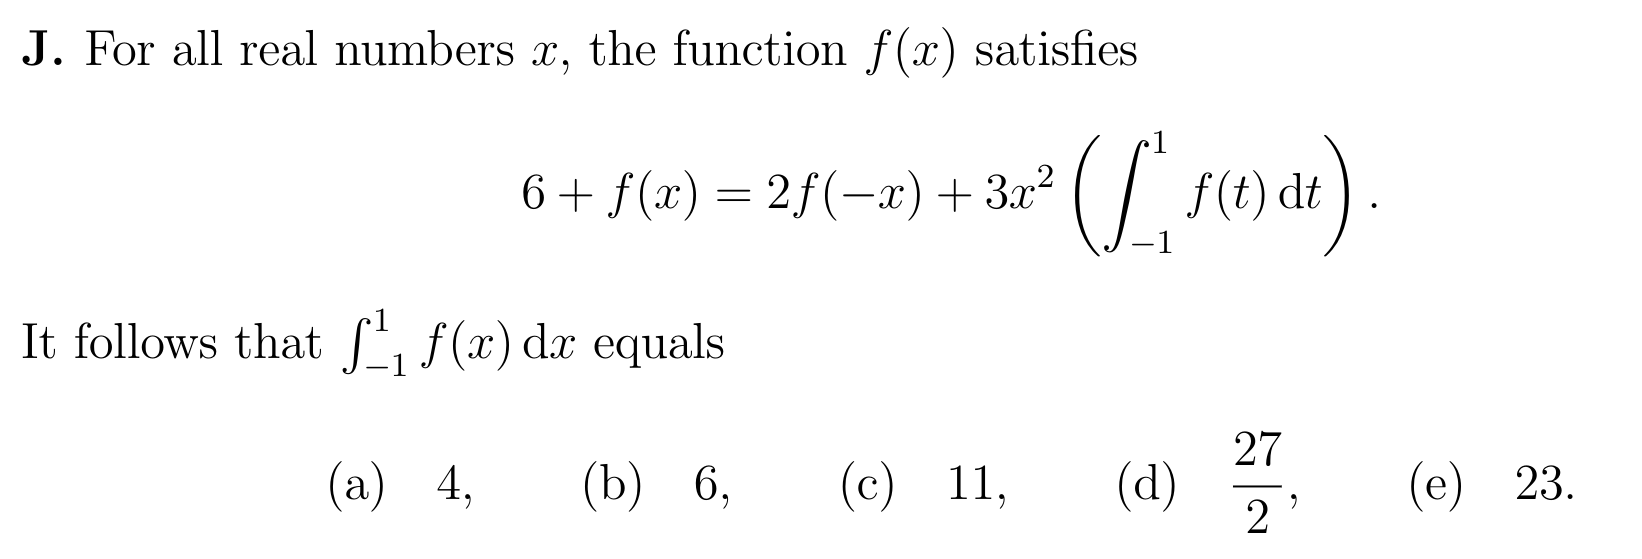 J. For all real numbers x, the function f(x) satisfies
6 + f(x) = 2f(−x) + 3x² (∫₋₁¹ f(t) dt).
It follows that ∫₋₁¹ f(x) dx equals
(a) 4, (b) 6, (c) 11, (d) 27/2, (e) 23.